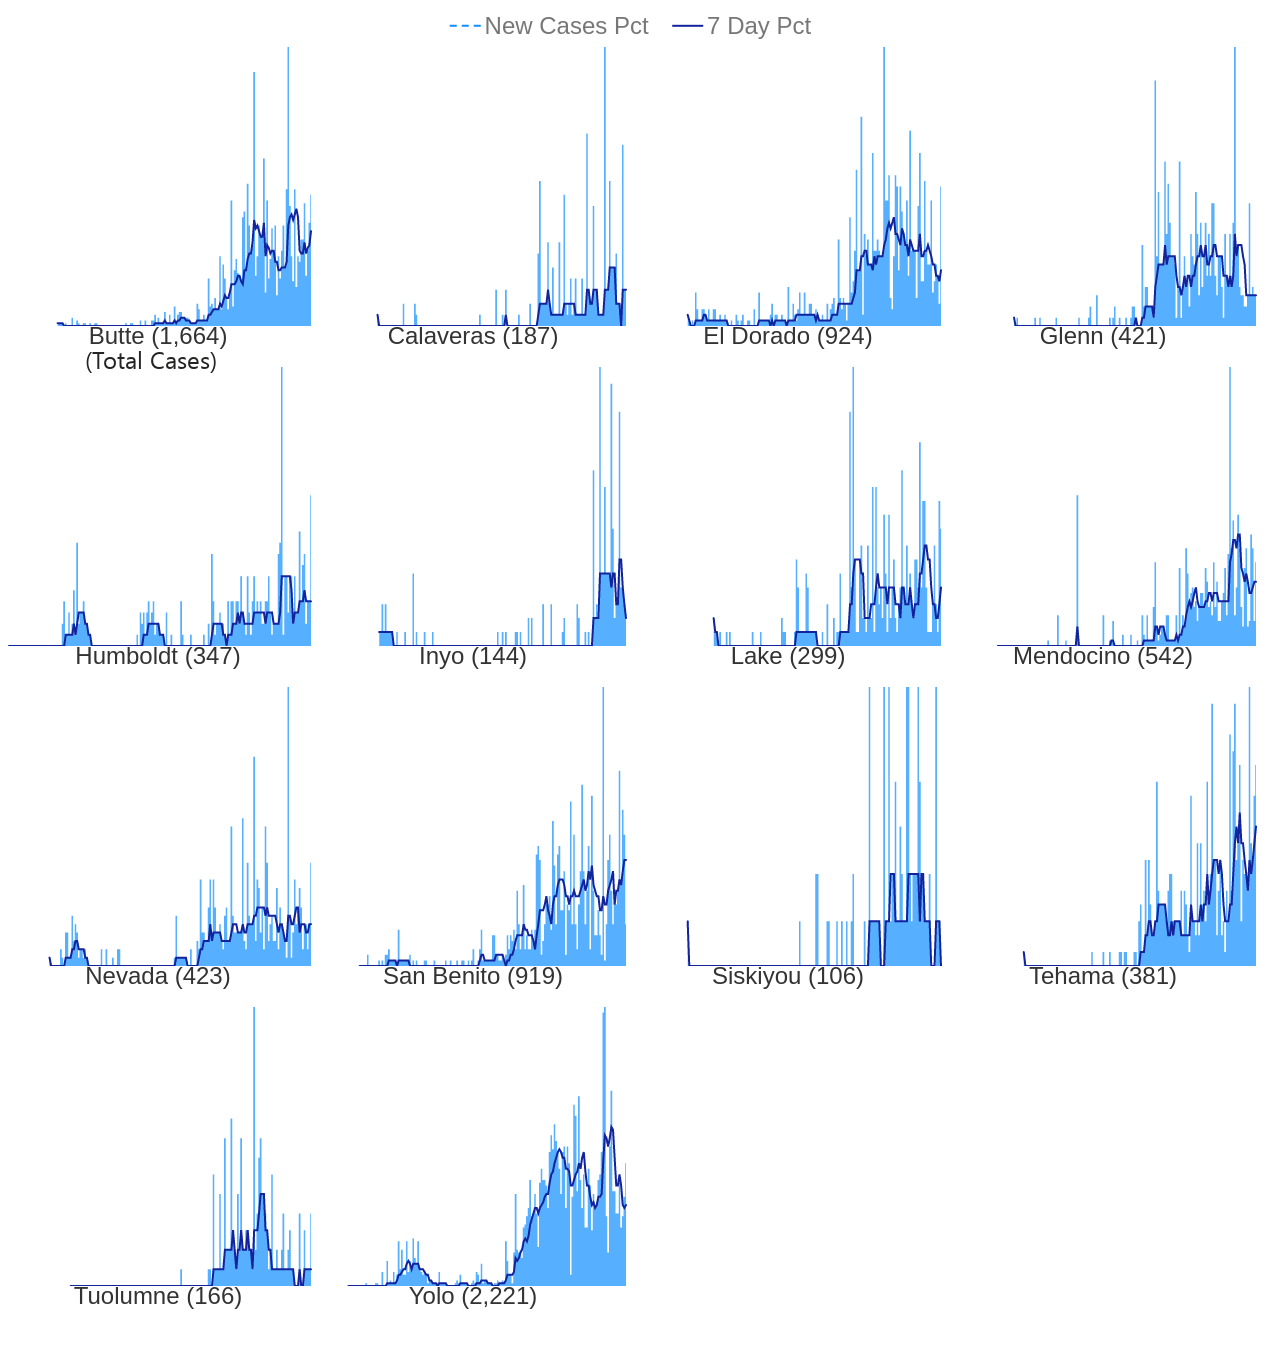 New Cases Pct 7 Day Pct
Butte (1,664) Calaveras (187) El Dorado (924) Glenn (421)
(Total Cases)
Humboldt (347) Inyo (144) Lake (299) Mendocino (542)
Nevada (423) San Benito (919) Siskiyou (106) Tehama (381)
Tuolumne (166) Yolo (2,221)